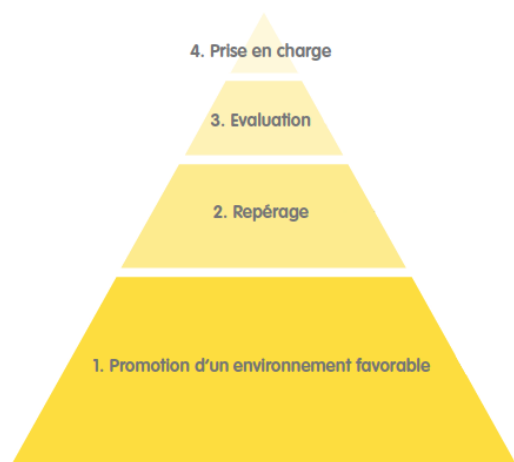 4. Prise en charge
3. Evaluation
2. Repérage
1. Promotion d'un environnement favorable